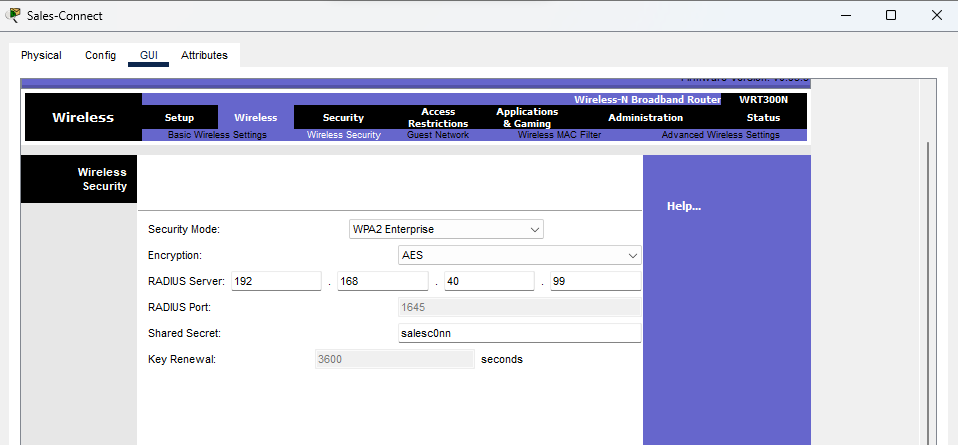 Sales-Connect
Physical Config GUI Attributes
Wireless-N Broadband Router WRT300N
Wireless
Setup Wireless Security Access Restrictions Applications & Gaming Administration Status
Basic Wireless Settings Wireless Security Guest Network Wireless MAC Filter Advanced Wireless Settings
Wireless Security
Help...
Security Mode: WPA2 Enterprise
Encryption: AES
RADIUS Server: 192 . 168 . 40 . 99
RADIUS Port: 1645
Shared Secret: salesc0nn
Key Renewal: 3600 seconds